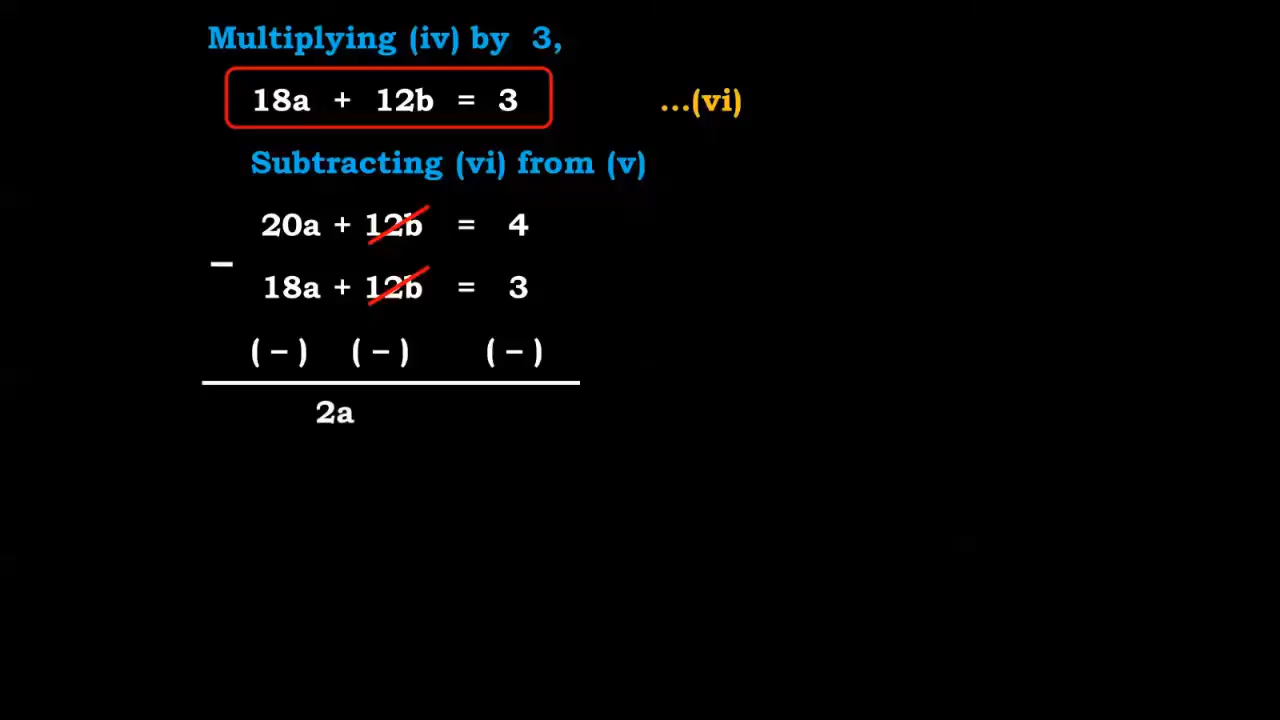 Multiplying (iv) by 3,
18a + 12b = 3 ...(vi)
Subtracting (vi) from (v)
20a + 12b = 4
–
18a + 12b = 3
( – ) ( – ) ( – )
2a